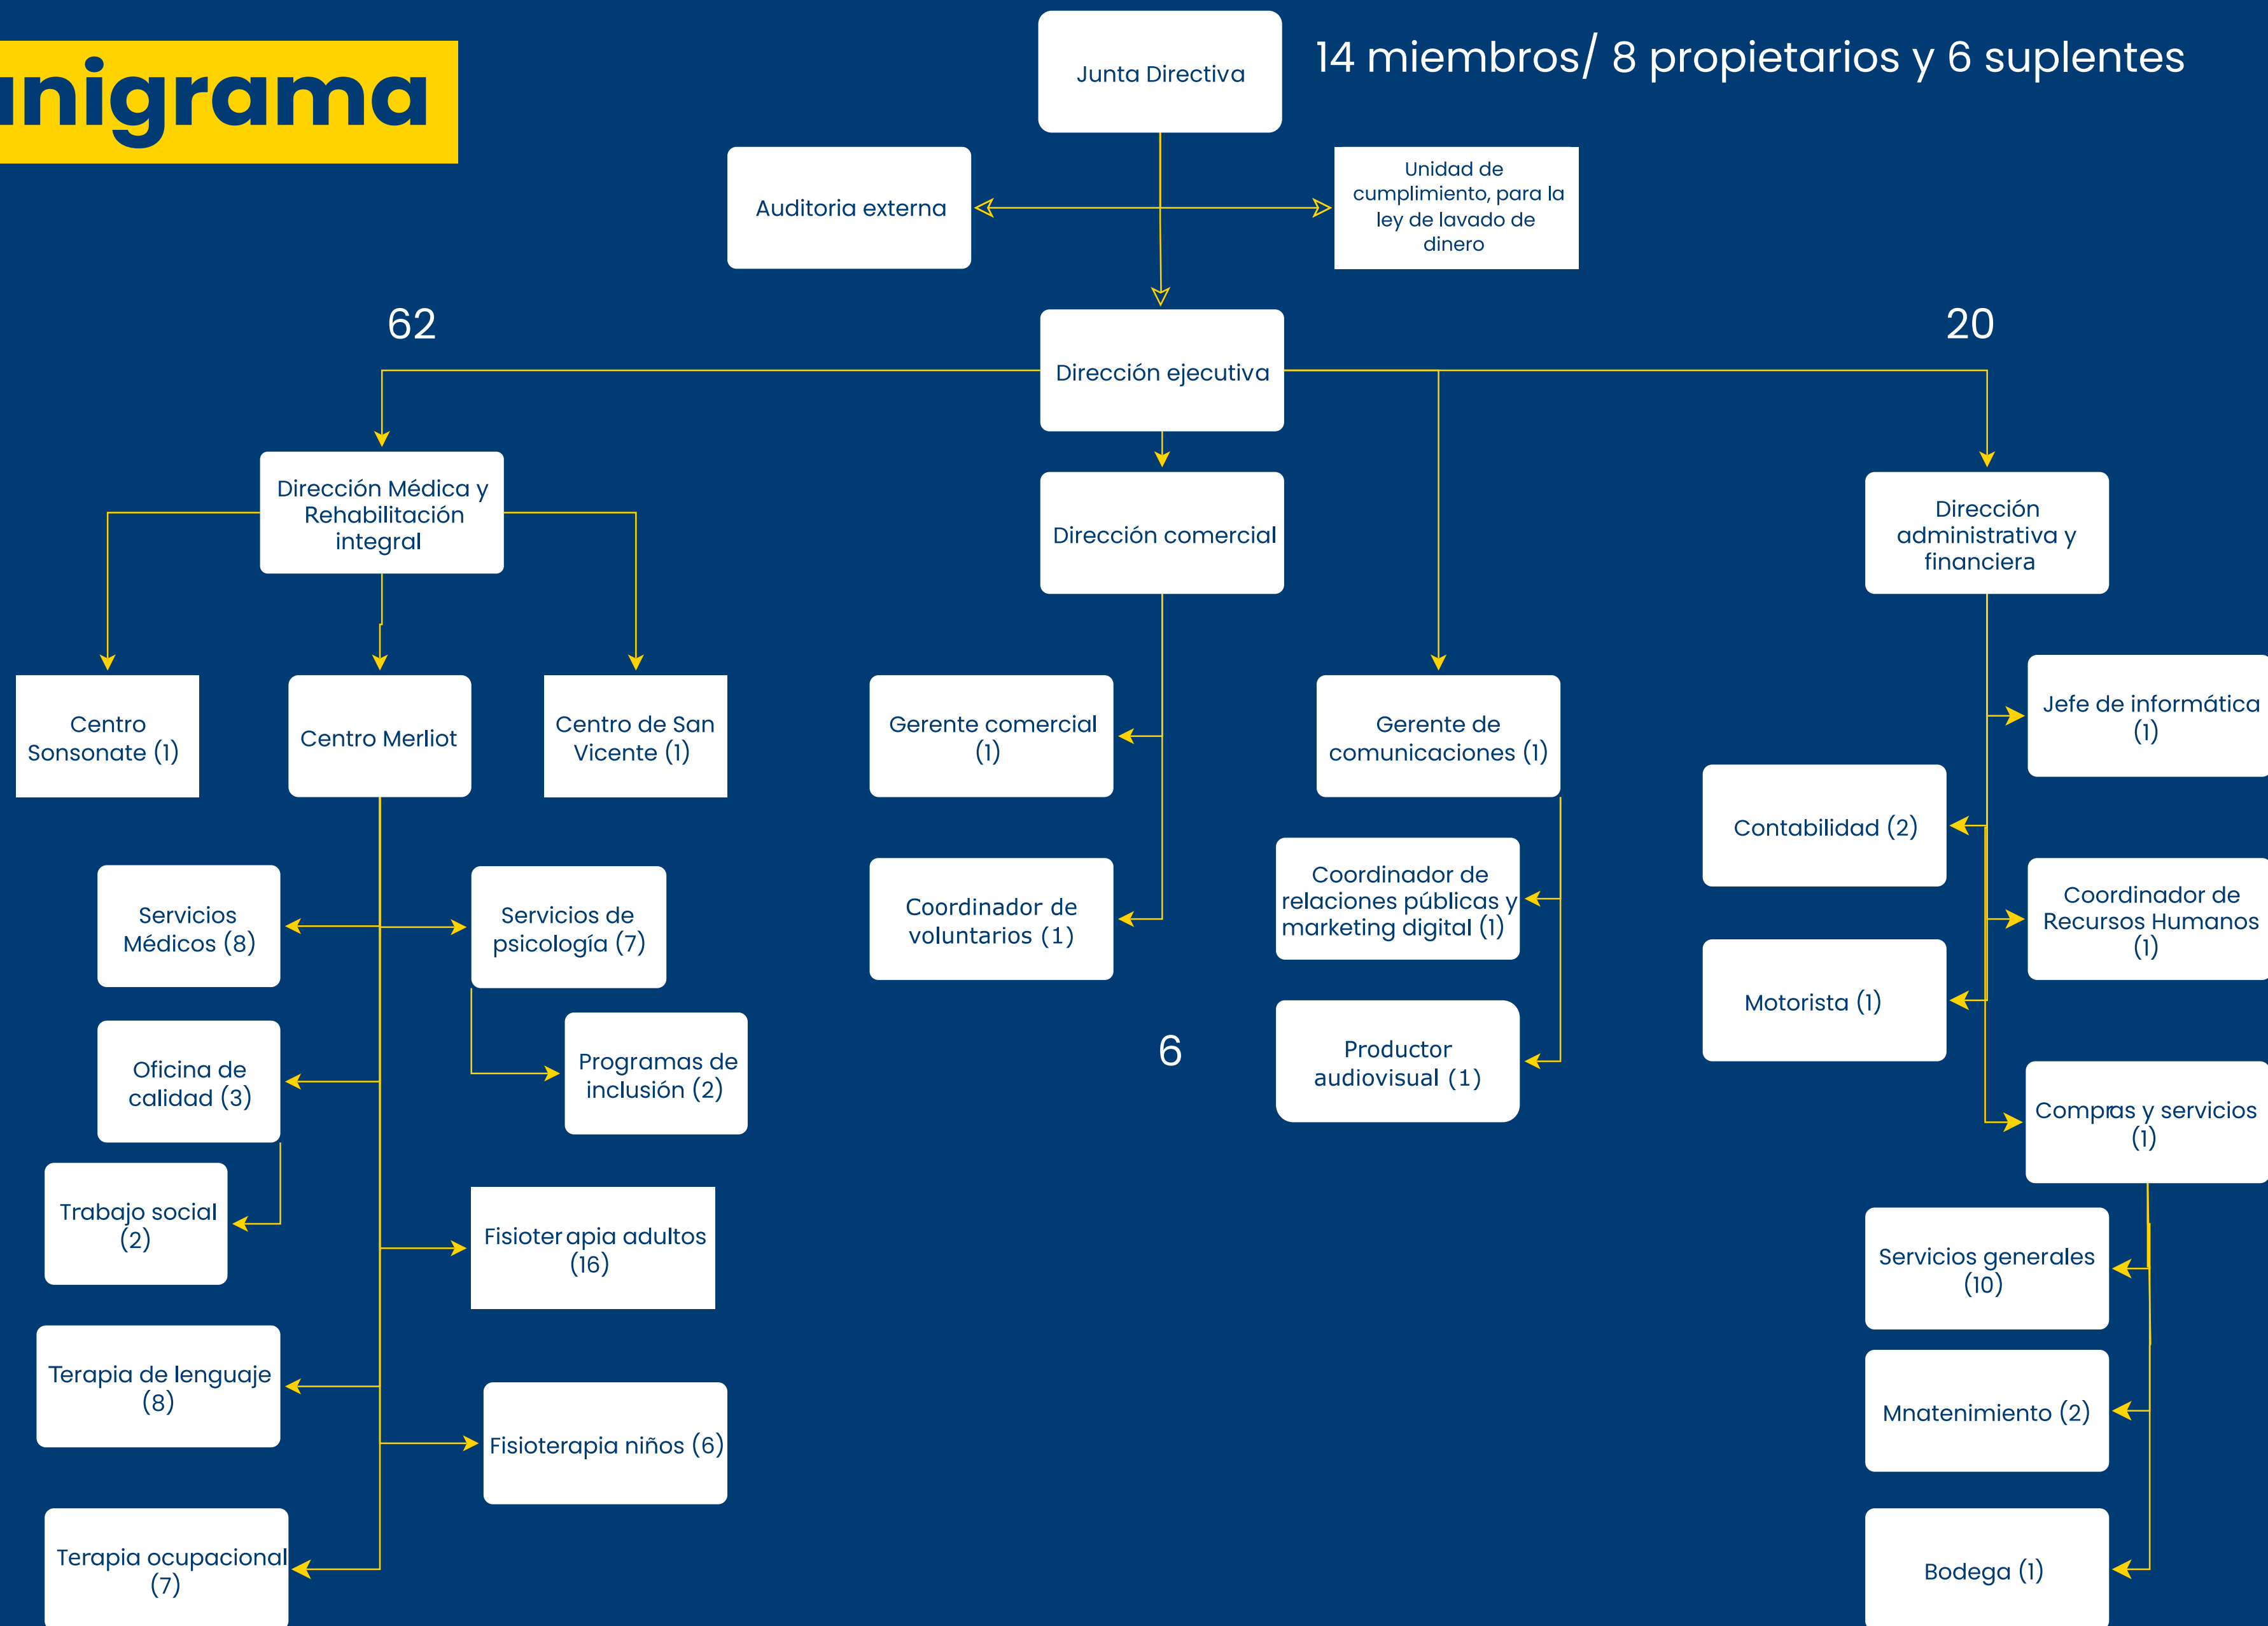 anigrama
Junta Directiva
14 miembros/ 8 propietarios y 6 suplentes
Auditoria externa
Unidad de
cumplimiento, para la
ley de lavado de
dinero
62
20
Dirección ejecutiva
Dirección Médica y
Rehabilitación
integral
Dirección comercial
Dirección
administrativa y
financiera
Centro
Sonsonate (1)
Centro Merliot
Centro de San
Vicente (1)
Gerente comercial
(1)
Gerente de
comunicaciones (1)
Jefe de informática
(1)
Contabilidad (2)
Servicios
Médicos (8)
Servicios de
psicología (7)
Coordinador de
voluntarios (1)
Coordinador de
relaciones públicas y
marketing digital (1)
Coordinador de
Recursos Humanos
(1)
Motorista (1)
Oficina de
calidad (3)
Programas de
inclusión (2)
6
Productor
audiovisual (1)
Compras y servicios
(1)
Trabajo social
(2)
Fisioterapia adultos
(16)
Servicios generales
(10)
Terapia de lenguaje
(8)
Fisioterapia niños (6)
Mnatenimiento (2)
Terapia ocupacional
(7)
Bodega (1)